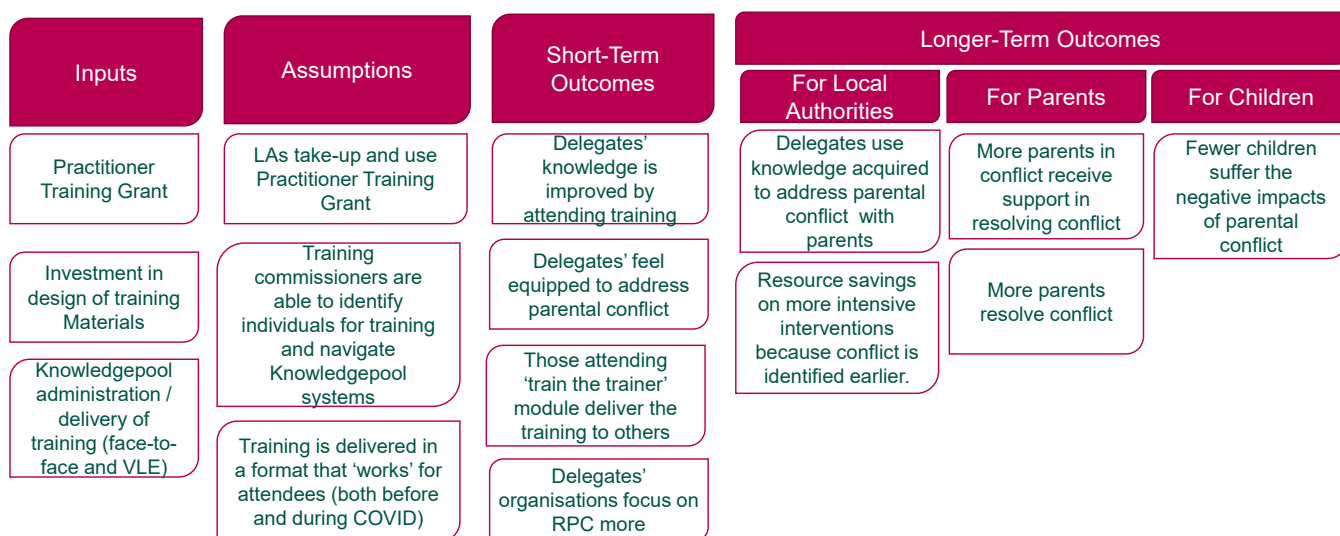 Inputs
Practitioner
Training Grant
Investment in
design of training
Materials
Knowledgepool
administration /
delivery of
training (face-to-
face and VLE)
Assumptions
LAs take-up and use
Practitioner Training
Grant
Training
commissioners are
able to identify
individuals for training
and navigate
Knowledgepool
systems
Training is delivered in
a format that ‘works’ for
attendees (both before
and during COVID)
Short-Term
Outcomes
Delegates’
knowledge is
improved by
attending training
Delegates’ feel
equipped to address
parental conflict
Those attending
‘train the trainer’
module deliver the
training to others
Delegates’
organisations focus on
RPC more
Longer-Term Outcomes
For Local
Authorities
Delegates use
knowledge acquired
to address parental
conflict with
parents
Resource savings
on more intensive
interventions
because conflict is
identified earlier.
For Parents
More parents in
conflict receive
support in
resolving conflict
More parents
resolve conflict
For Children
Fewer children
suffer the
negative impacts
of parental
conflict